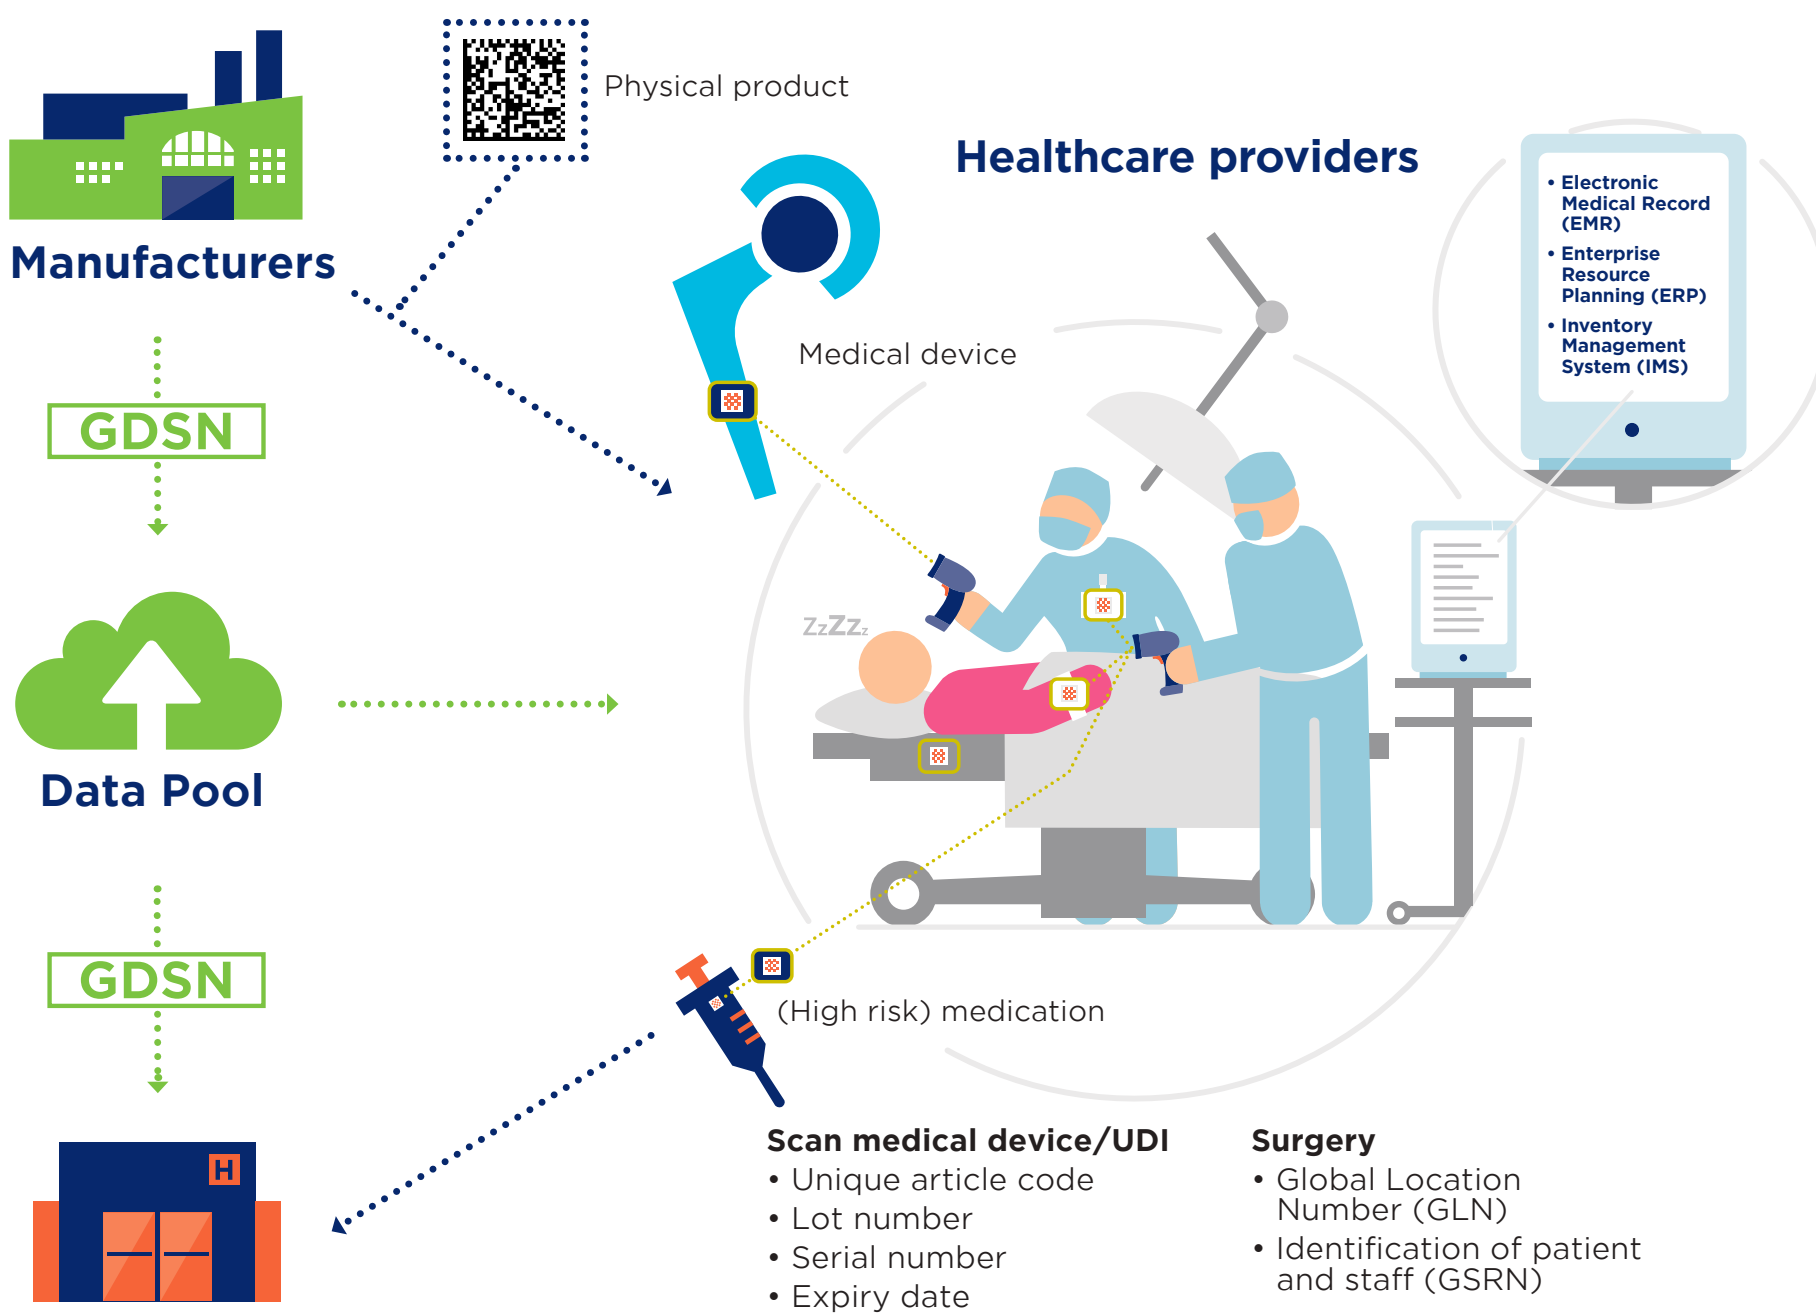 Physical product
Healthcare providers
• Electronic
Medical Record
(EMR)
• Enterprise
Resource
Planning (ERP)
• Inventory
Management
System (IMS)
Manufacturers
Medical device
GDSN
ZzZZz
Data Pool
GDSN
(High risk) medication
H
Scan medical device/UDI
• Unique article code
• Lot number
• Serial number
• Expiry date
Surgery
• Global Location
Number (GLN)
• Identification of patient
and staff (GSRN)